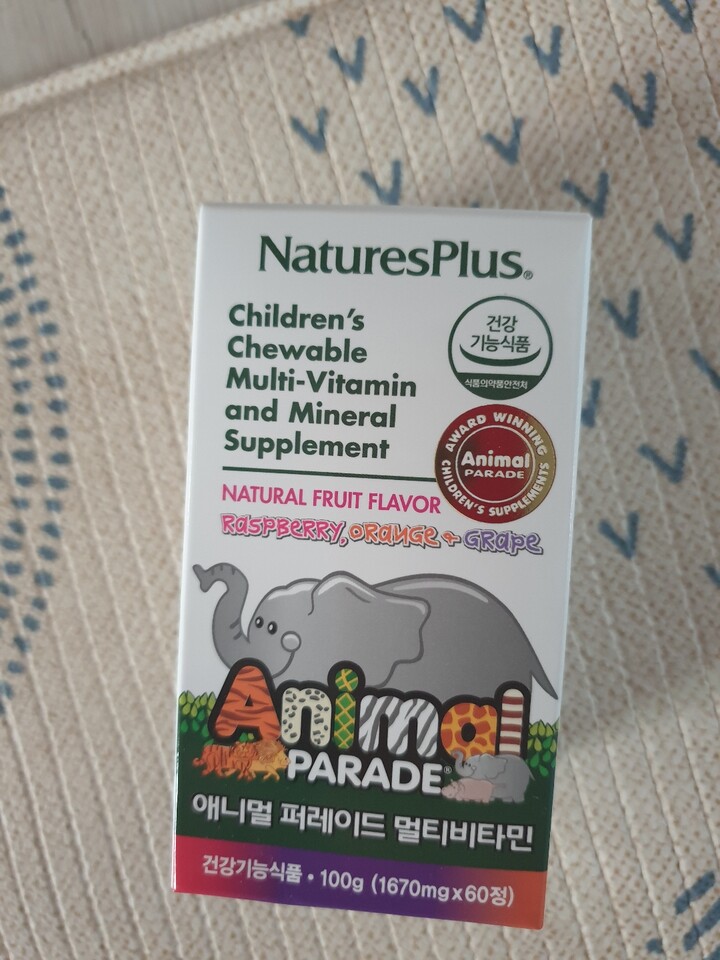 NaturesPlus®
Children's
Chewable
Multi-Vitamin
and Mineral
Supplement
건강
기능식품
식품의약품안전처
AWARD WINNING
Animal
PARADE
CHILDREN'S SUPPLEMENTS
NATURAL FRUIT FLAVOR
RASPBERRY, ORANGE + GRAPE
Animal
PARADE®
애니멀 퍼레이드 멀티비타민
건강기능식품 • 100g (1670mg x 60정)